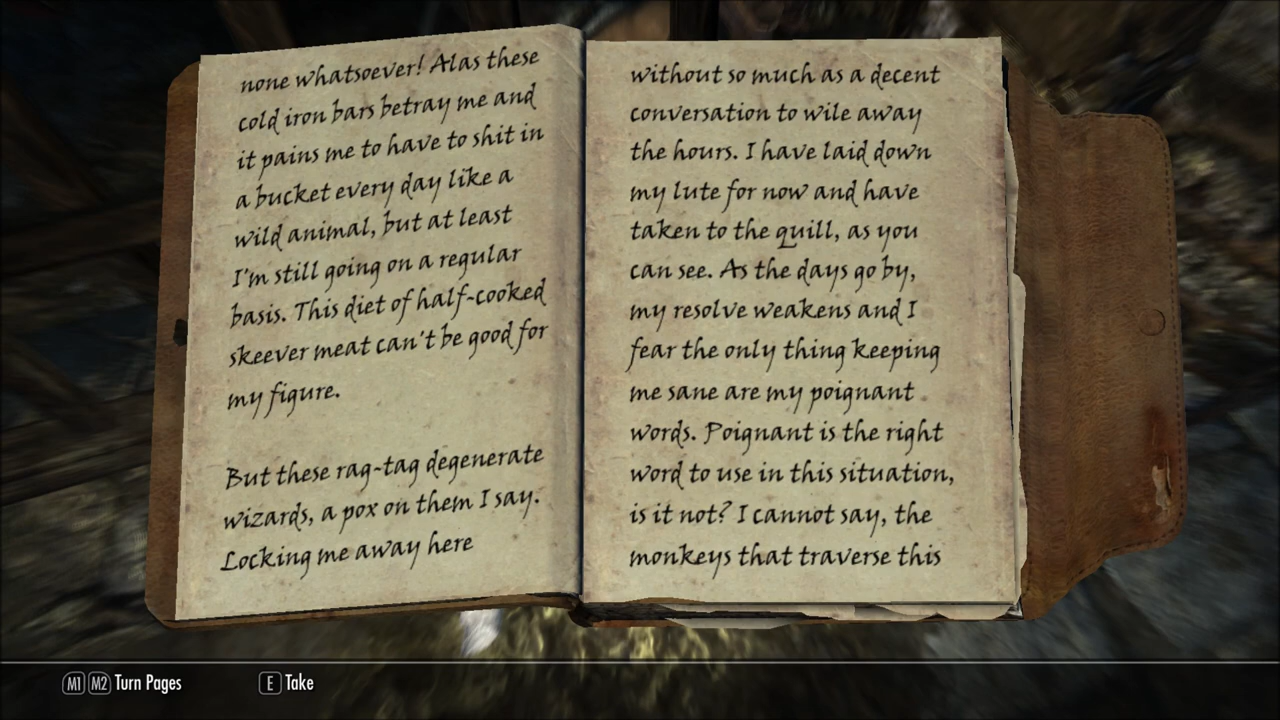 none whatsoever! Alas these
cold iron bars betray me and
it pains me to have to shit in
a bucket every day like a
wild animal, but at least
I'm still going on a regular
basis. This diet of half-cooked
skeever meat can't be good for
my figure.
But these rag-tag degenerate
wizards, a pox on them I say.
Locking me away here
without so much as a decent
conversation to wile away
the hours. I have laid down
my lute for now and have
taken to the quill, as you
can see. As the days go by,
my resolve weakens and I
fear the only thing keeping
me sane are my poignant
words. Poignant is the right
word to use in this situation,
is it not? I cannot say, the
monkeys that traverse this
M1 M2 Turn Pages E Take